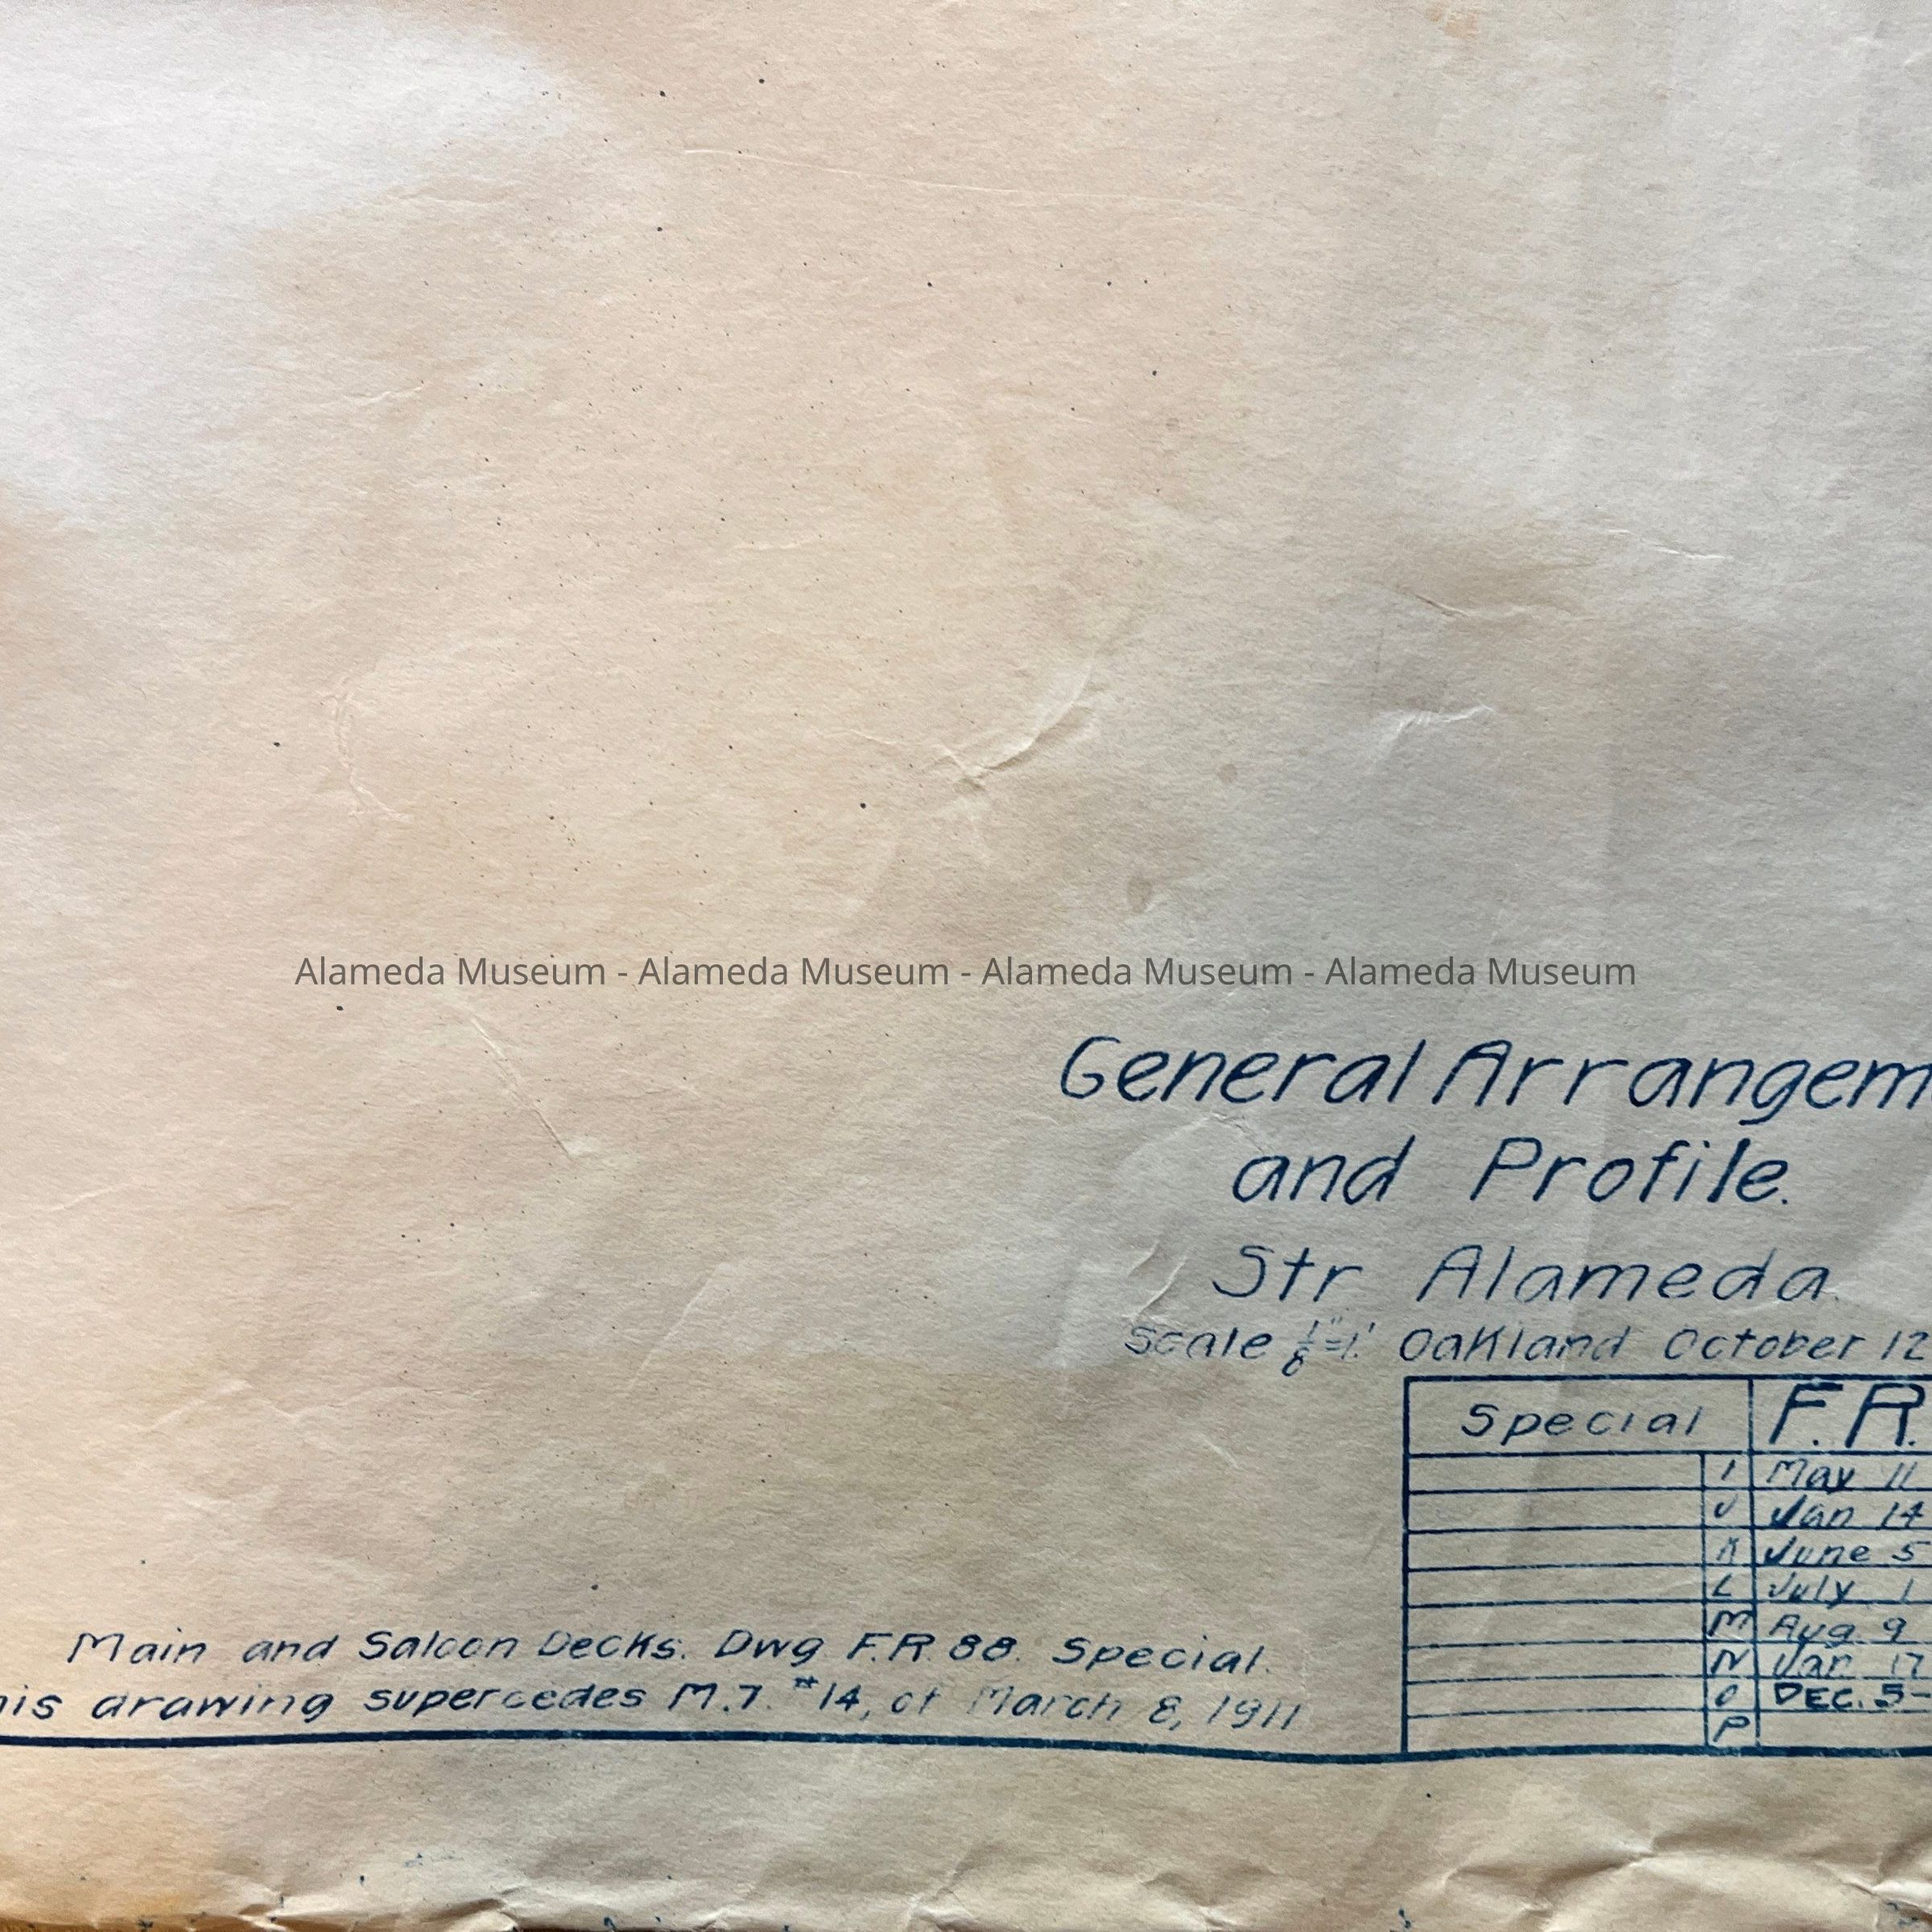 Alameda Museum - Alameda Museum - Alameda Museum - Alameda Museum
General Arrangem
and Profile.
Str Alameda.
Scale 1/8"=1' Oakland October 12
Special F.R.
I May 11
J Jan 14
K June 5
L July 1
M Aug. 9
N Jan 17
O DEC. 5-
P
Main and Saloon Decks. Dwg F.R. 88. Special.
his drawing supercedes M.7. #14, of March 8, 1911